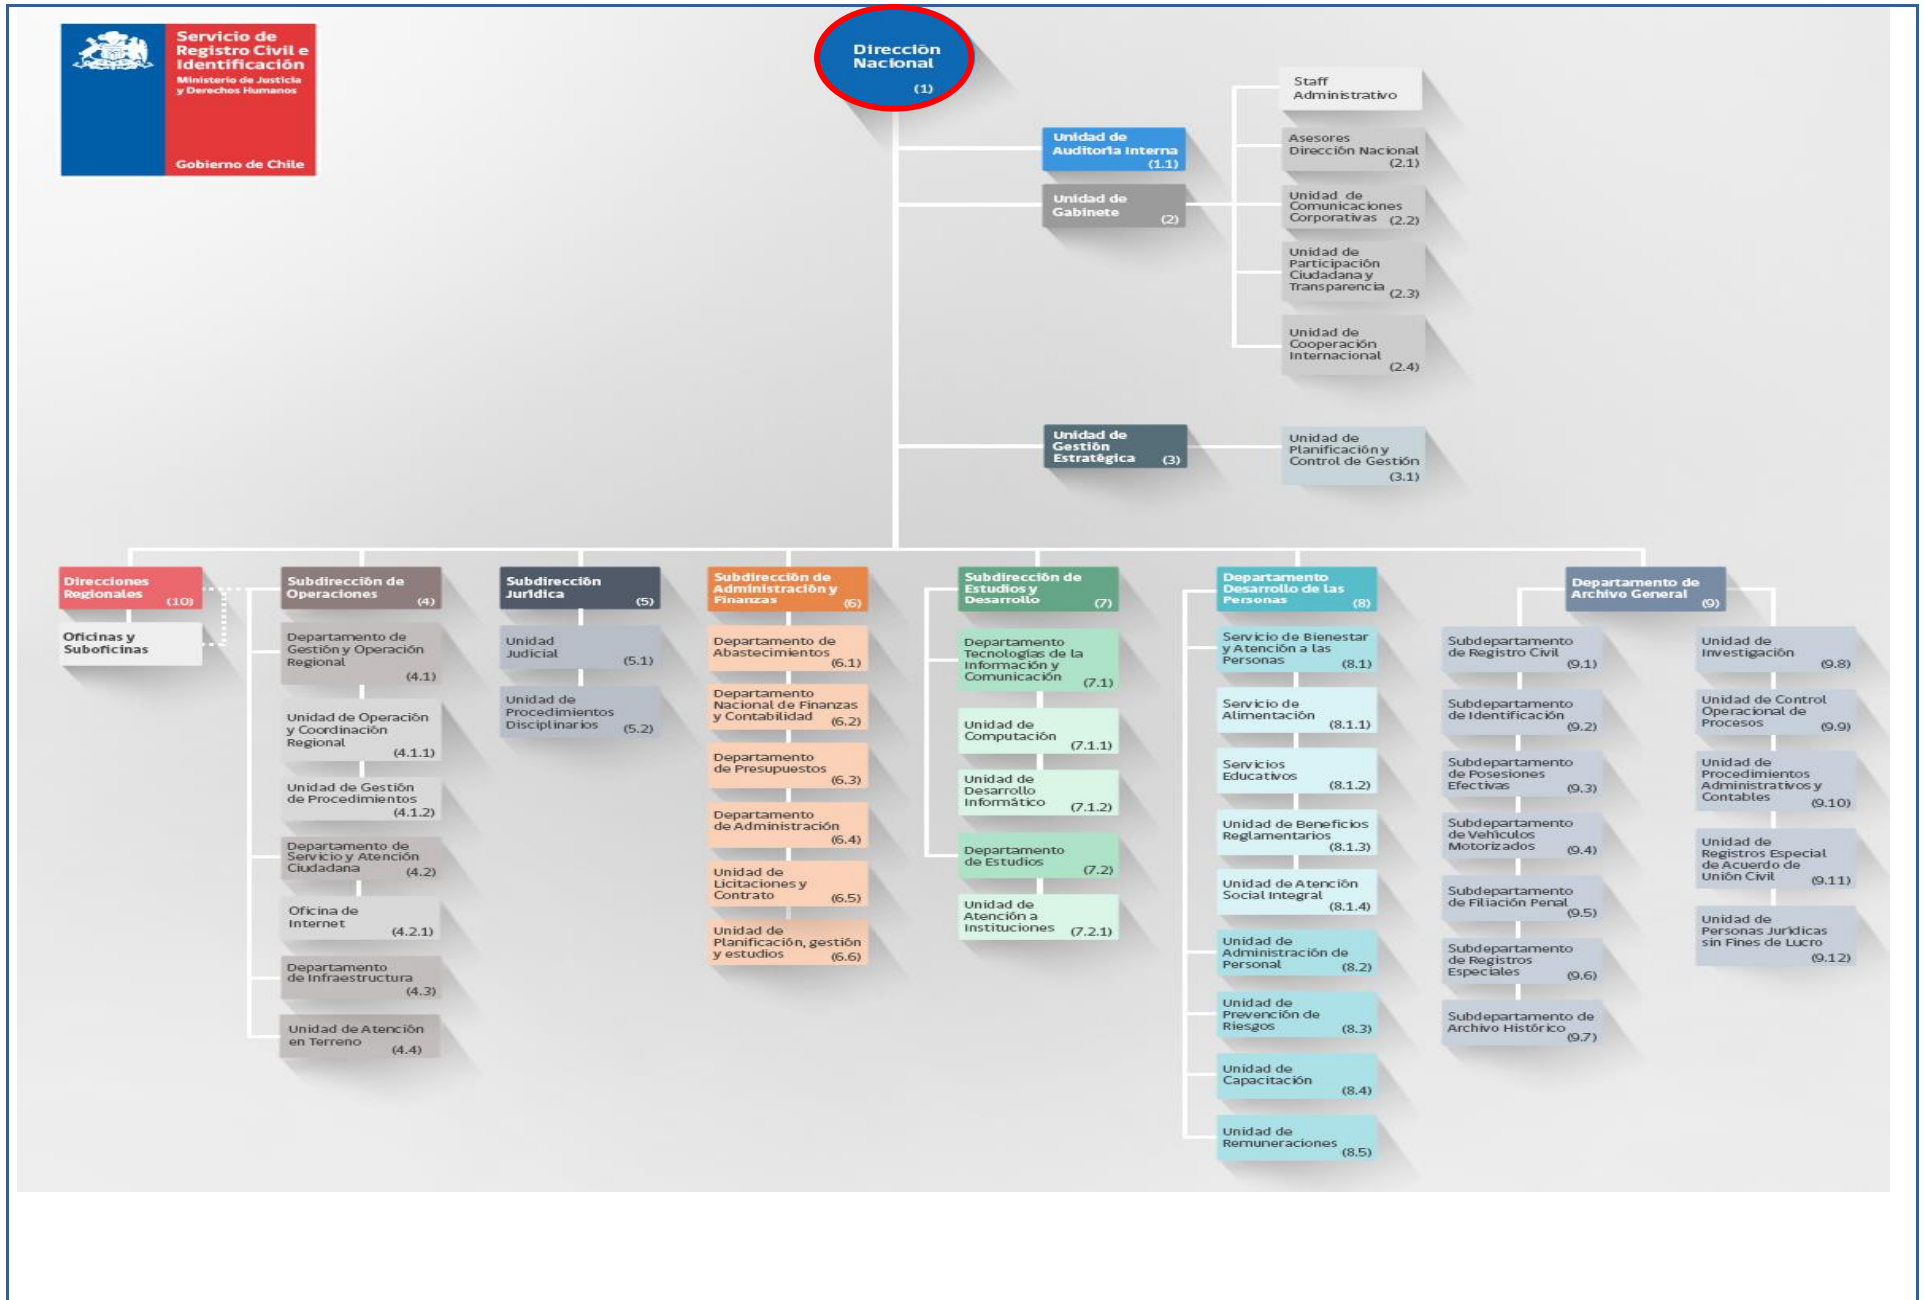 Servicio de
Registro Civil e
Identificación
Ministerio de Justicia
y Derechos Humanos
Gobierno de Chile
Dirección
Nacional
(1)
Unidad de
Auditoría Interna
(1.1)
Unidad de
Gabinete
(2)
Staff
Administrativo
Asesores
Dirección Nacional
(2.1)
Unidad de
Comunicaciones
Corporativas (2.2)
Unidad de
Participación
Ciudadana y
Transparencia
(2.3)
Unidad de
Cooperación
Internacional
(2.4)
Unidad de
Gestión
Estratégica (3)
Unidad de
Planificación y
Control de Gestión
(3.1)
Direcciones
Regionales
(10)
Oficinas y
Suboficinas
Subdirección de
Operaciones
(4)
Departamento de
Gestión y Operación
Regional
(4.1)
Unidad de Operación
y Coordinación
Regional
(4.1.1)
Unidad de Gestión
de Procedimientos
(4.1.2)
Departamento de
Servicio y Atención
Ciudadana (4.2)
Oficina de
Internet
(4.2.1)
Departamento
de Infraestructura
(4.3)
Unidad de Atención
en Terreno
(4.4)
Subdirección
Jurídica
(5)
Unidad
Judicial
(5.1)
Unidad de
Procedimientos
Disciplinarios (5.2)
Subdirección de
Administración y
Finanzas (6)
Departamento de
Abastecimientos
(6.1)
Departamento
Nacional de Finanzas
y Contabilidad (6.2)
Departamento
de Presupuestos
(6.3)
Departamento
de Administración
(6.4)
Unidad de
Licitaciones y
Contrato (6.5)
Unidad de
Planificación, gestión
y estudios (6.6)
Subdirección de
Estudios y
Desarrollo (7)
Departamento
Tecnologías de la
Información y
Comunicación (7.1)
Unidad de
Computación
(7.1.1)
Unidad de
Desarrollo
Informático (7.1.2)
Departamento
de Estudios
(7.2)
Unidad de
Atención a
Instituciones (7.2.1)
Departamento
Desarrollo de las
Personas (8)
Servicio de Bienestar
y Atención a las
Personas (8.1)
Servicio de
Alimentación
(8.1.1)
Servicios
Educativos
(8.1.2)
Unidad de Beneficios
Reglamentarios
(8.1.3)
Unidad de Atención
Social Integral
(8.1.4)
Unidad de
Administración de
Personal (8.2)
Unidad de
Prevención de
Riesgos (8.3)
Unidad de
Capacitación
(8.4)
Unidad de
Remuneraciones
(8.5)
Departamento de
Archivo General
(9)
Subdepartamento
de Registro Civil
(9.1)
Subdepartamento
de Identificación
(9.2)
Subdepartamento
de Posesiones
Efectivas (9.3)
Subdepartamento
de Vehículos
Motorizados (9.4)
Subdepartamento
de Filiación Penal
(9.5)
Subdepartamento
de Registros
Especiales (9.6)
Subdepartamento de
Archivo Histórico
(9.7)
Unidad de
Investigación
(9.8)
Unidad de Control
Operacional de
Procesos (9.9)
Unidad de
Procedimientos
Administrativos y
Contables
(9.10)
Unidad de
Registros Especial
de Acuerdo de
Unión Civil (9.11)
Unidad de
Personas Jurídicas
sin Fines de Lucro
(9.12)